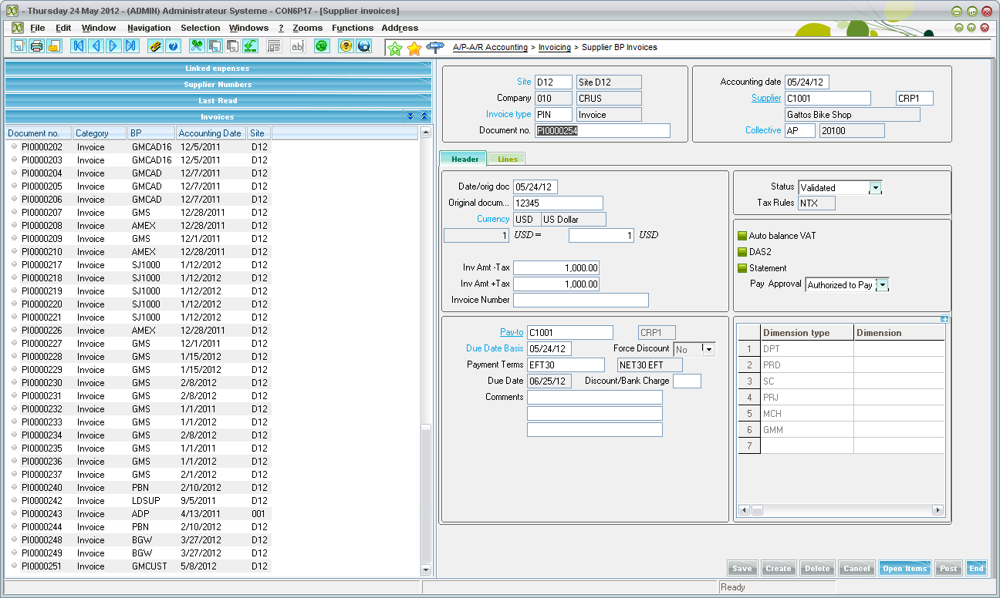 - Thursday 24 May 2012 - (ADMIN) Administrateur Systeme - CON6P17 - [Supplier invoices]
File Edit Window Navigation Selection Windows ? Zooms Functions Address
ab|
A/P-A/R Accounting > Invoicing > Supplier BP Invoices
Linked expenses
Supplier Numbers
Last Read
Invoices
Document no. Category BP Accounting Date Site
PI0000202 Invoice GMCAD16 12/5/2011 D12
PI0000203 Invoice GMCAD16 12/5/2011 D12
PI0000204 Invoice GMCAD 12/7/2011 D12
PI0000205 Invoice GMCAD 12/7/2011 D12
PI0000206 Invoice GMCAD 12/7/2011 D12
PI0000207 Invoice GMS 12/28/2011 D12
PI0000208 Invoice AMEX 12/28/2011 D12
PI0000209 Invoice GMS 12/1/2011 D12
PI0000210 Invoice AMEX 12/28/2011 D12
PI0000217 Invoice SJ1000 1/12/2012 D12
PI0000218 Invoice SJ1000 1/12/2012 D12
PI0000219 Invoice SJ1000 1/12/2012 D12
PI0000220 Invoice SJ1000 1/12/2012 D12
PI0000221 Invoice SJ1000 1/12/2012 D12
PI0000226 Invoice AMEX 12/28/2011 D12
PI0000227 Invoice GMS 12/1/2011 D12
PI0000228 Invoice GMS 1/15/2012 D12
PI0000229 Invoice GMS 1/15/2012 D12
PI0000230 Invoice GMS 2/8/2012 D12
PI0000231 Invoice GMS 2/8/2012 D12
PI0000232 Invoice GMS 1/1/2011 D12
PI0000233 Invoice GMS 1/1/2012 D12
PI0000234 Invoice GMS 2/8/2012 D12
PI0000235 Invoice GMS 1/1/2011 D12
PI0000236 Invoice GMS 1/1/2012 D12
PI0000237 Invoice GMS 2/1/2012 D12
PI0000240 Invoice PBN 2/10/2012 D12
PI0000242 Invoice LDSUP 9/5/2011 D12
PI0000243 Invoice ADP 4/13/2011 001
PI0000244 Invoice PBN 2/10/2012 D12
PI0000248 Invoice BGW 3/27/2012 D12
PI0000249 Invoice BGW 3/27/2012 D12
PI0000251 Invoice GMCUST 5/8/2012 D12
Site D12 Site D12
Company 010 CRUS
Invoice type PIN Invoice
Document no. PI0000254
Accounting date 05/24/12
Supplier C1001 CRP1
Gattos Bike Shop
Collective AP 20100
Header Lines
Date/orig doc 05/24/12
Original docum... 12345
Currency USD US Dollar
1 USD = 1 USD
Inv Amt -Tax 1,000.00
Inv Amt +Tax 1,000.00
Invoice Number
Status Validated
Tax Rules NTX
Auto balance VAT
DAS2
Statement
Pay Approval Authorized to Pay
Pay-to C1001 CRP1
Due Date Basis 05/24/12 Force Discount No
Payment Terms EFT30 NET30 EFT
Due Date 06/25/12 Discount/Bank Charge
Comments
Dimension type Dimension
1 DPT
2 PRD
3 SC
4 PRJ
5 MCH
6 GMM
7
Save Create Delete Cancel Open Items Post End
Ready